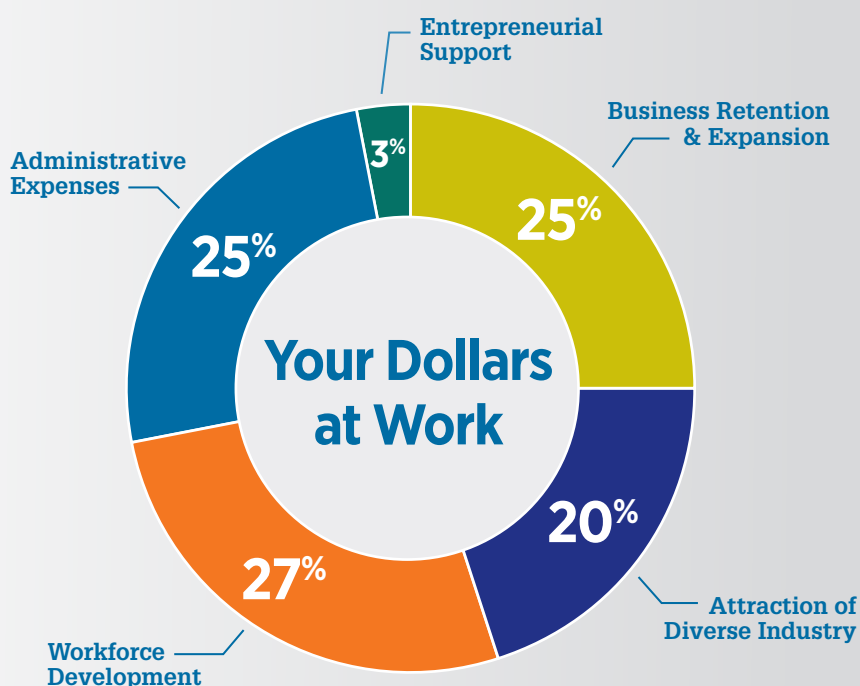 Entrepreneurial
Support
Business Retention
& Expansion
3%
Administrative
Expenses
25%
25%
Your Dollars
at Work
20%
27%
Attraction of
Diverse Industry
Workforce
Development